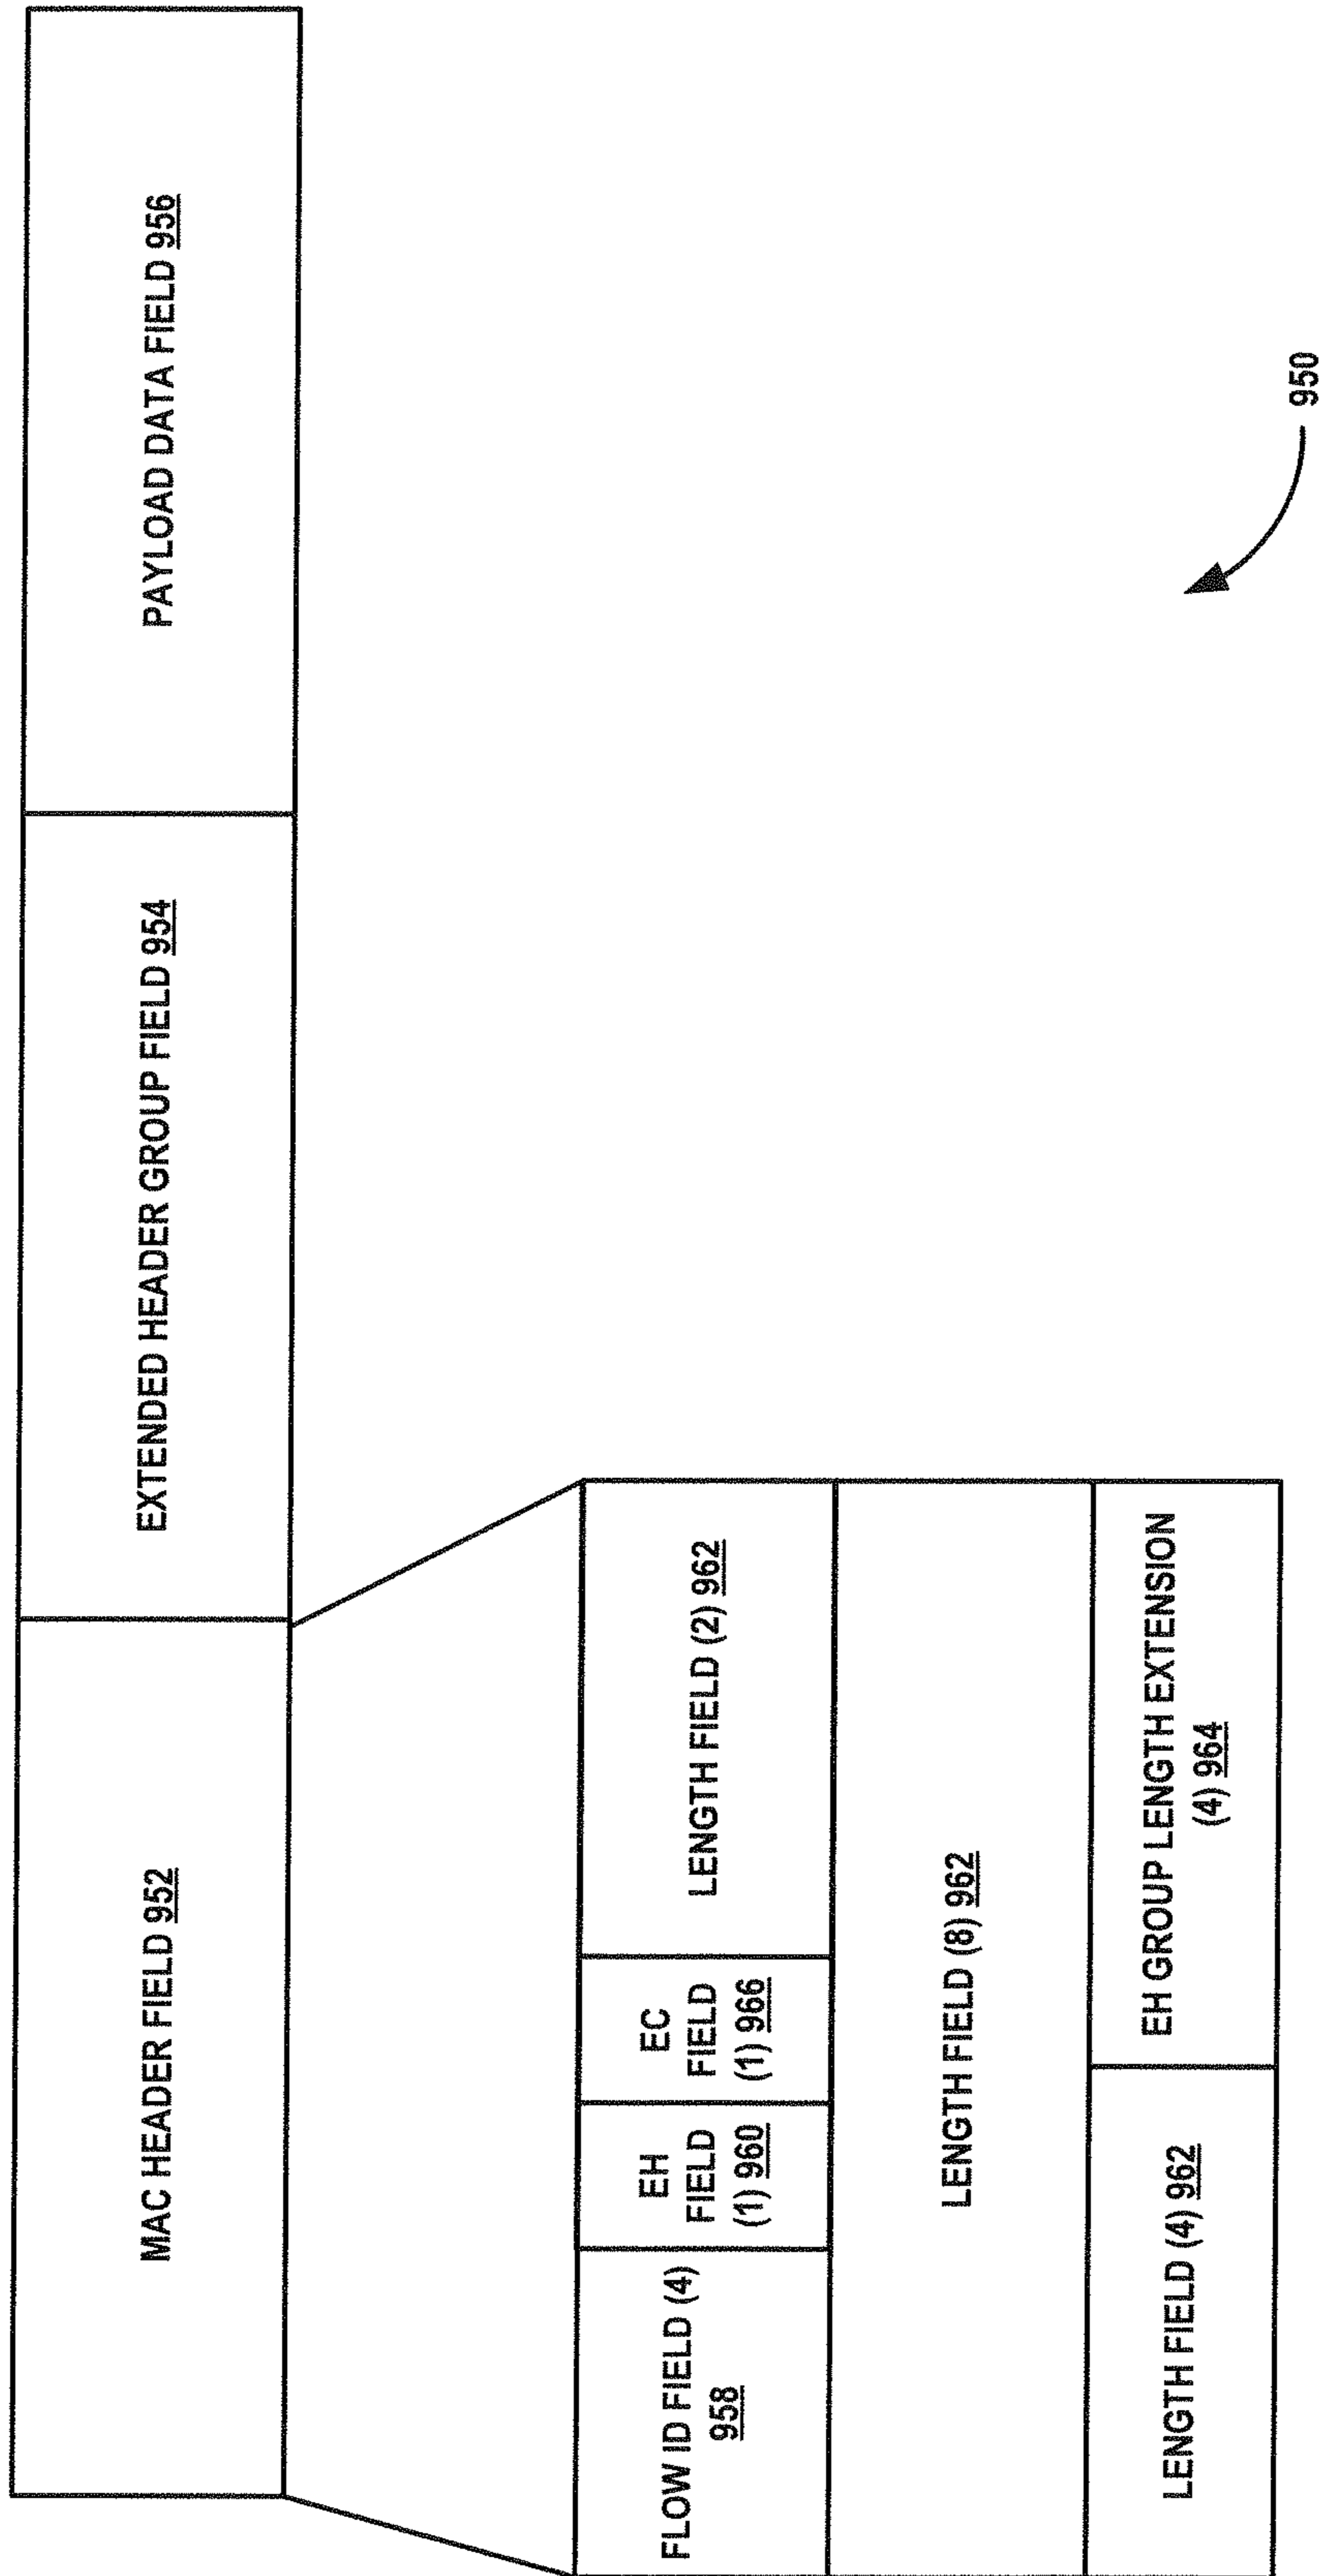 MAC HEADER FIELD 952
EXTENDED HEADER GROUP FIELD 954
PAYLOAD DATA FIELD 956
FLOW ID FIELD (4)
958
EH
FIELD
(1) 960
EC
FIELD
(1) 966
LENGTH FIELD (2) 962
LENGTH FIELD (8) 962
LENGTH FIELD (4) 962
EH GROUP LENGTH EXTENSION
(4) 964
950